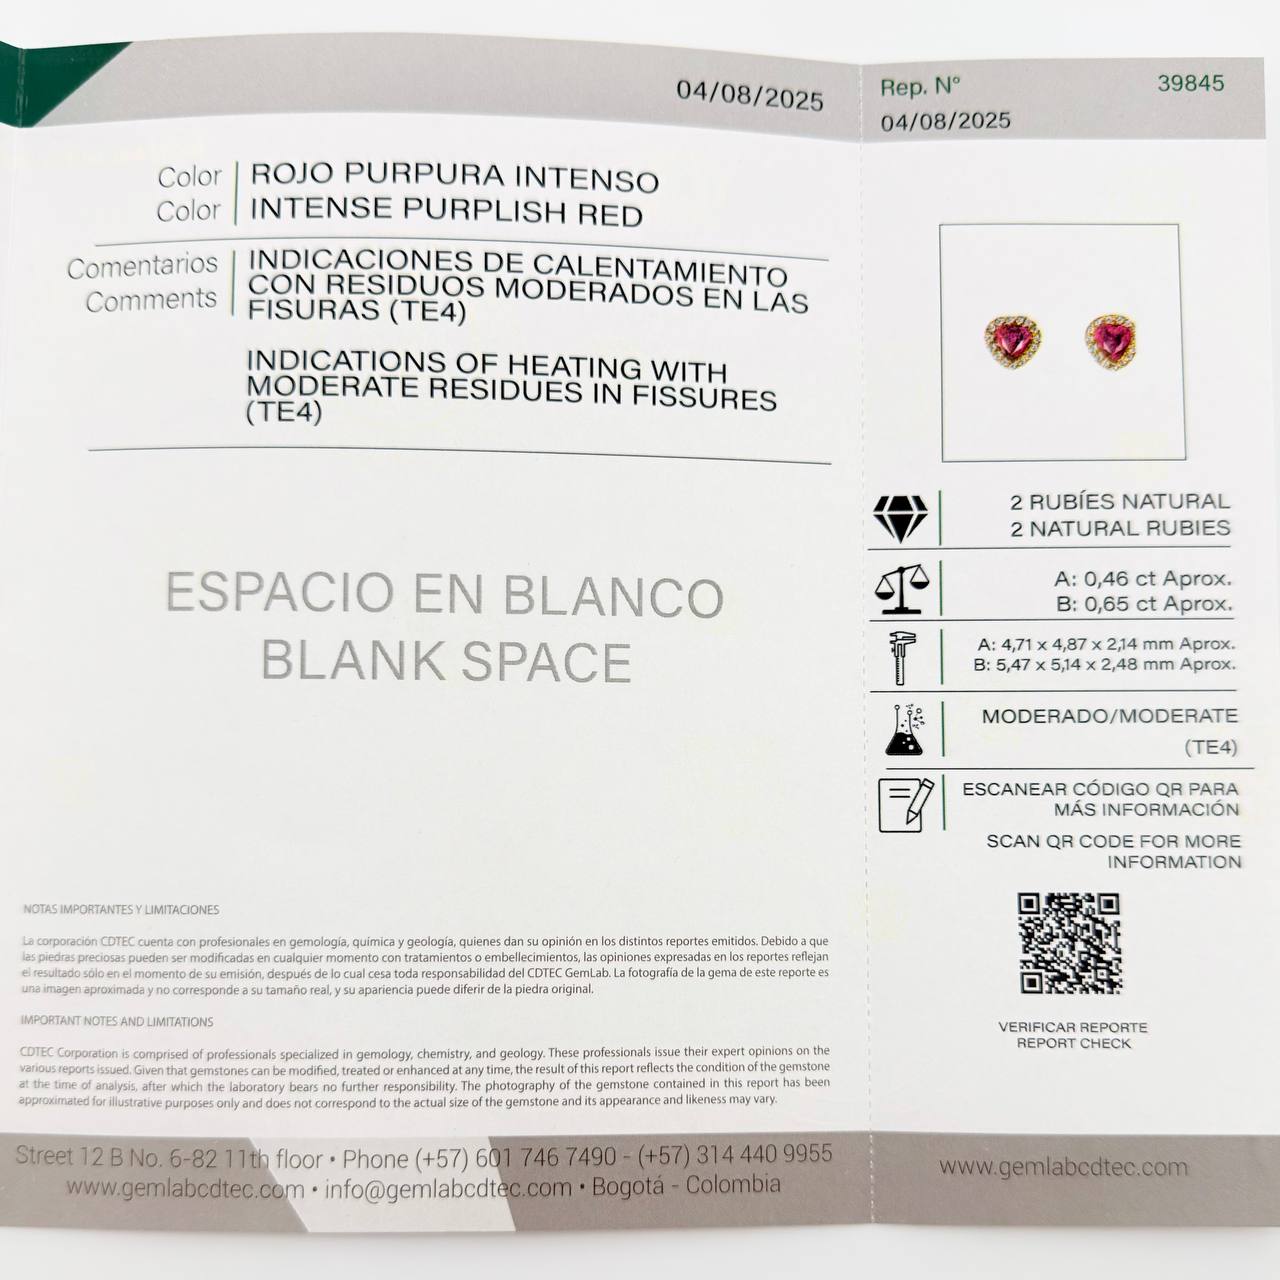 04/08/2025
Color
ROJO PURPURA INTENSO
Color
INTENSE PURPLISH RED
Comentarios
Comments
INDICACIONES DE CALENTAMIENTO
CON RESIDUOS MODERADOS EN LAS
FISURAS (TE4)
INDICATIONS OF HEATING WITH
MODERATE RESIDUES IN FISSURES
(TE4)
ESPACIO EN BLANCO
BLANK SPACE
NOTAS IMPORTANTES Y LIMITACIONES
La corporación CDTEC cuenta con profesionales en gemología, química y geología, quienes dan su opinión en los distintos reportes emitidos. Debido a que
las piedras preciosas pueden ser modificadas en cualquier momento con tratamientos o embellecimientos, las opiniones expresadas en los reportes reflejan
el resultado sólo en el momento de su emisión, después de lo cual cesa toda responsabilidad del CDTEC GemLab. La fotografía de la gema de este reporte es
una imagen aproximada y no corresponde a su tamaño real, y su apariencia puede diferir de la piedra original.
IMPORTANT NOTES AND LIMITATIONS
CDTEC Corporation is comprised of professionals specialized in gemology, chemistry, and geology. These professionals issue their expert opinions on the
various reports issued. Given that gemstones can be modified, treated or enhanced at any time, the result of this report reflects the condition of the gemstone
at the time of analysis, after which the laboratory bears no further responsibility. The photography of the gemstone contained in this report has been
approximated for illustrative purposes only and does not correspond to the actual size of the gemstone and its appearance and likeness may vary.
Street 12 B No. 6-82 11th floor • Phone (+57) 601 746 7490 - (+57) 314 440 9955
www.gemlabcdtec.com • info@gemlabcdtec.com • Bogotá - Colombia
Rep. N° 39845
04/08/2025
2 RUBÍES NATURAL
2 NATURAL RUBIES
A: 0,46 ct Aprox.
B: 0,65 ct Aprox.
A: 4,71 x 4,87 x 2,14 mm Aprox.
B: 5,47 x 5,14 x 2,48 mm Aprox.
MODERADO/MODERATE
(TE4)
ESCANEAR CÓDIGO QR PARA
MÁS INFORMACIÓN
SCAN QR CODE FOR MORE
INFORMATION
VERIFICAR REPORTE
REPORT CHECK
www.gemlabcdtec.com